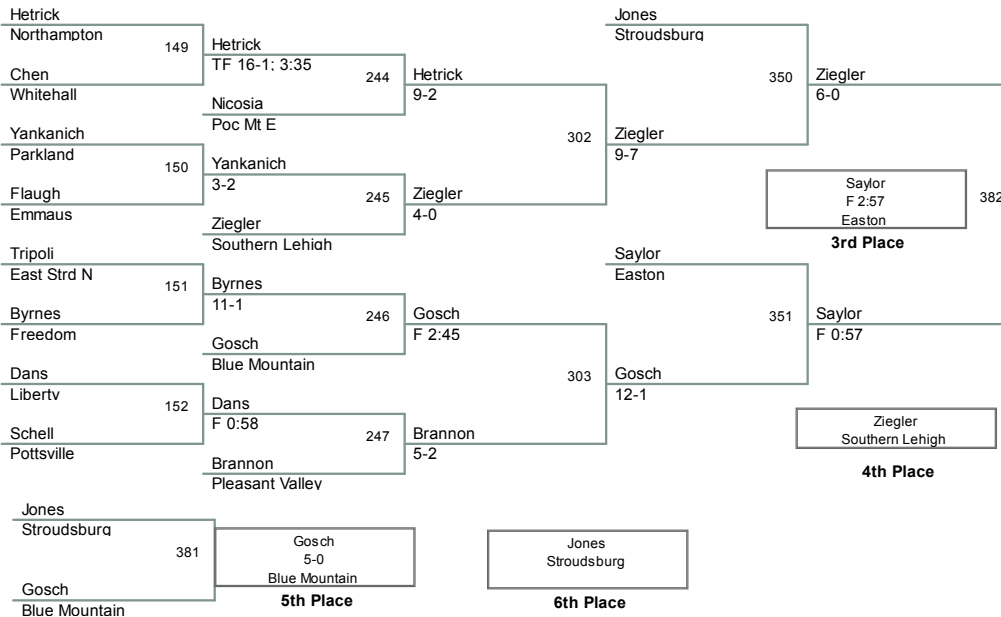 Hetrick
Northampton
149
Chen
Whitehall
Yankanich
Parkland
150
Flaugh
Emmaus
Tripoli
East Strd N
151
Byrnes
Freedom
Dans
Liberty
152
Schell
Pottsville
Hetrick
TF 16-1; 3:35
244
Nicosia
Poc Mt E
Yankanich
3-2
245
Ziegler
Southern Lehigh
Byrnes
11-1
246
Gosch
Blue Mountain
Dans
F 0:58
247
Brannon
Pleasant Valley
Hetrick
9-2
302
Ziegler
4-0
Gosch
F 2:45
303
Brannon
5-2
Jones
Stroudsburg
350
Ziegler
9-7
Saylor
Easton
351
Gosch
12-1
Ziegler
6-0
Saylor
F 2:57
Easton
382
3rd Place
Saylor
F 0:57
Ziegler
Southern Lehigh
4th Place
Jones
Stroudsburg
381
Gosch
Blue Mountain
Gosch
5-0
Blue Mountain
5th Place
Jones
Stroudsburg
6th Place